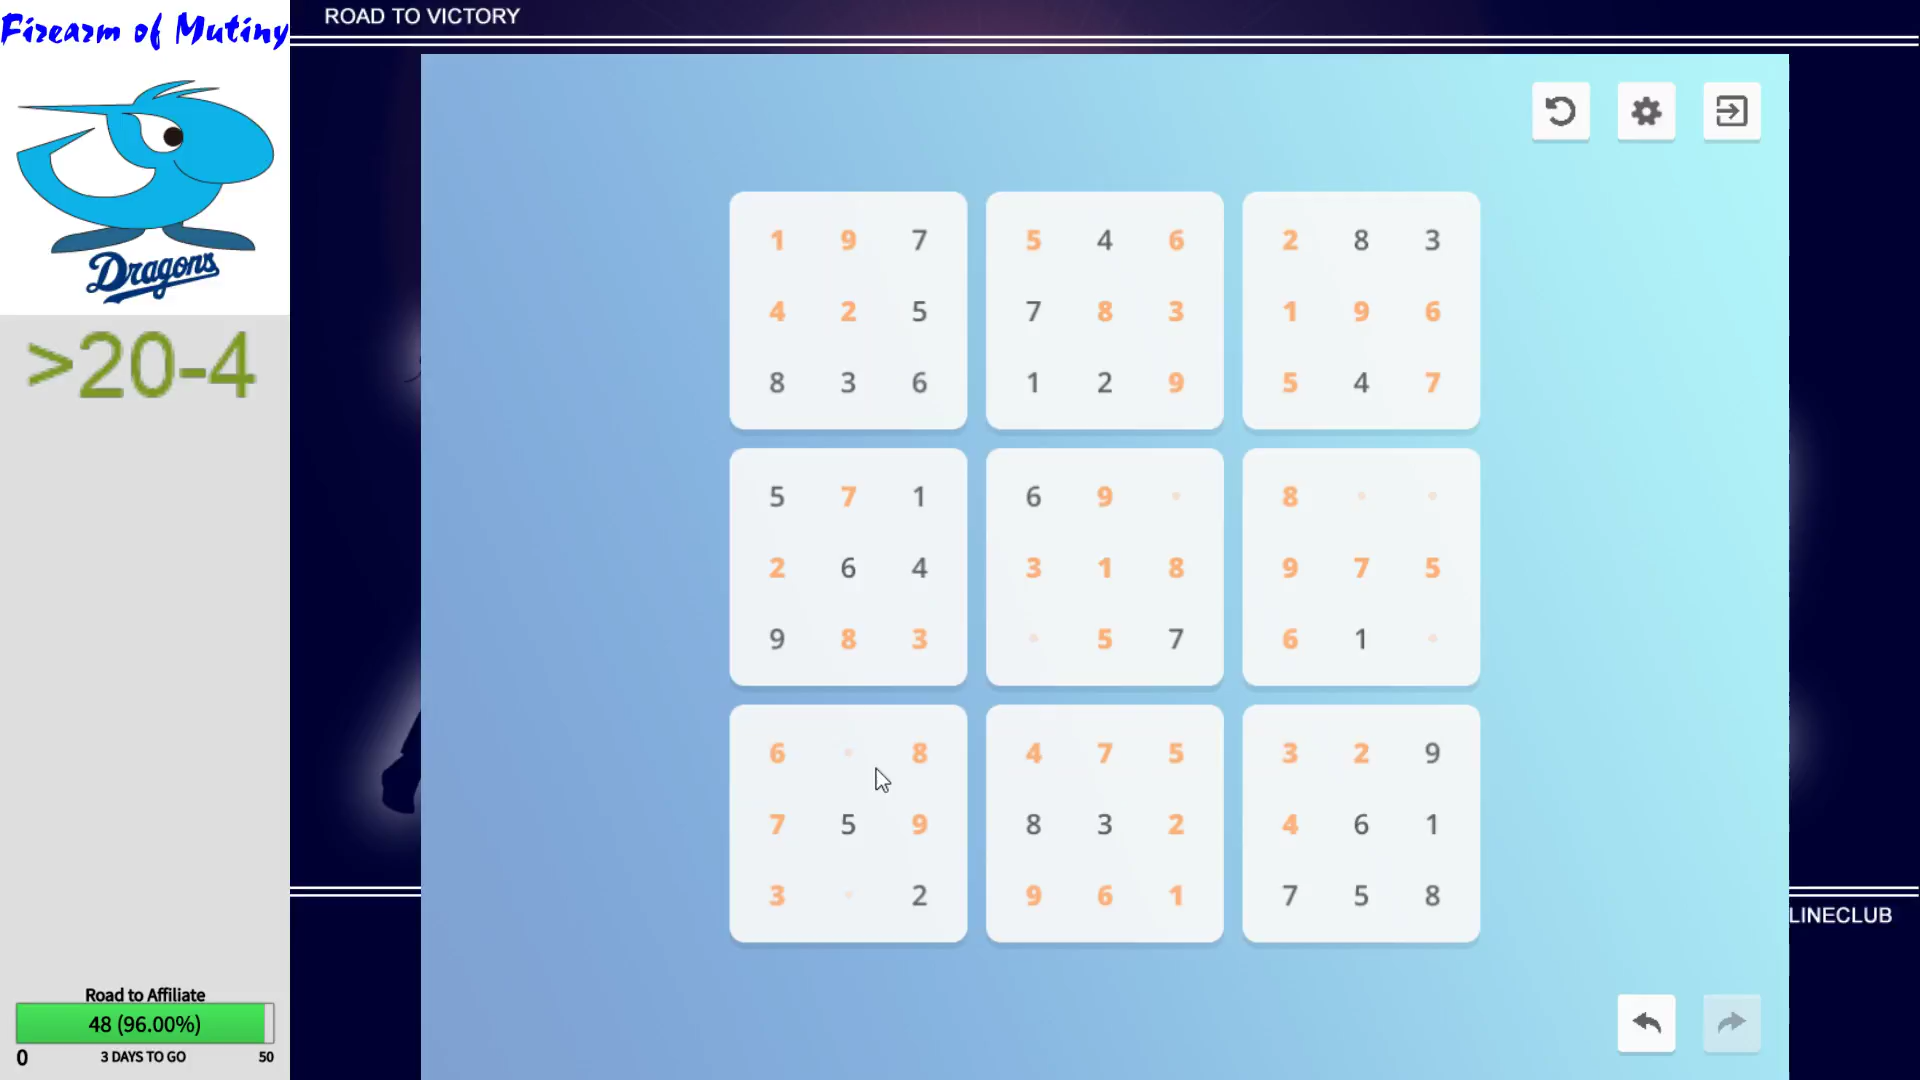 Firearm of Mutiny
ROAD TO VICTORY
Dragons
>20-4
1 9 7 5 4 6 2 8 3
4 2 5 7 8 3 1 9 6
8 3 6 1 2 9 5 4 7
5 7 1 6 9 · 8 · ·
2 6 4 3 1 8 9 7 5
9 8 3 · 5 7 6 1 ·
6 · 8 4 7 5 3 2 9
7 5 9 8 3 2 4 6 1
3 · 2 9 6 1 7 5 8
LINECLUB
Road to Affiliate
48 (96.00%)
0 3 DAYS TO GO 50